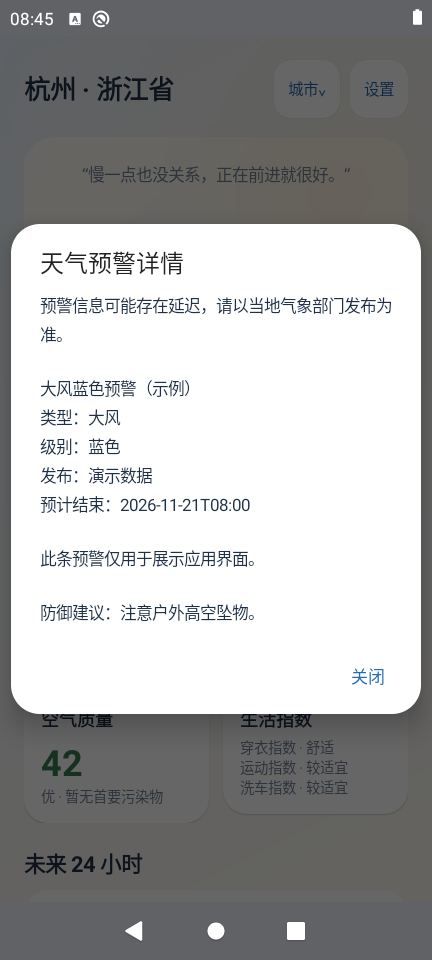 08:45
杭州 · 浙江省
城市
设置
“慢一点也没关系，正在前进就很好。”
天气预警详情
预警信息可能存在延迟，请以当地气象部门发布为
准。
大风蓝色预警（示例）
类型：大风
级别：蓝色
发布：演示数据
预计结束：2026-11-21T08:00
此条预警仅用于展示应用界面。
防御建议：注意户外高空坠物。
关闭
空气质量
42
优 · 暂无首要污染物
生活指数
穿衣指数 · 舒适
运动指数 · 较适宜
洗车指数 · 较适宜
未来 24 小时